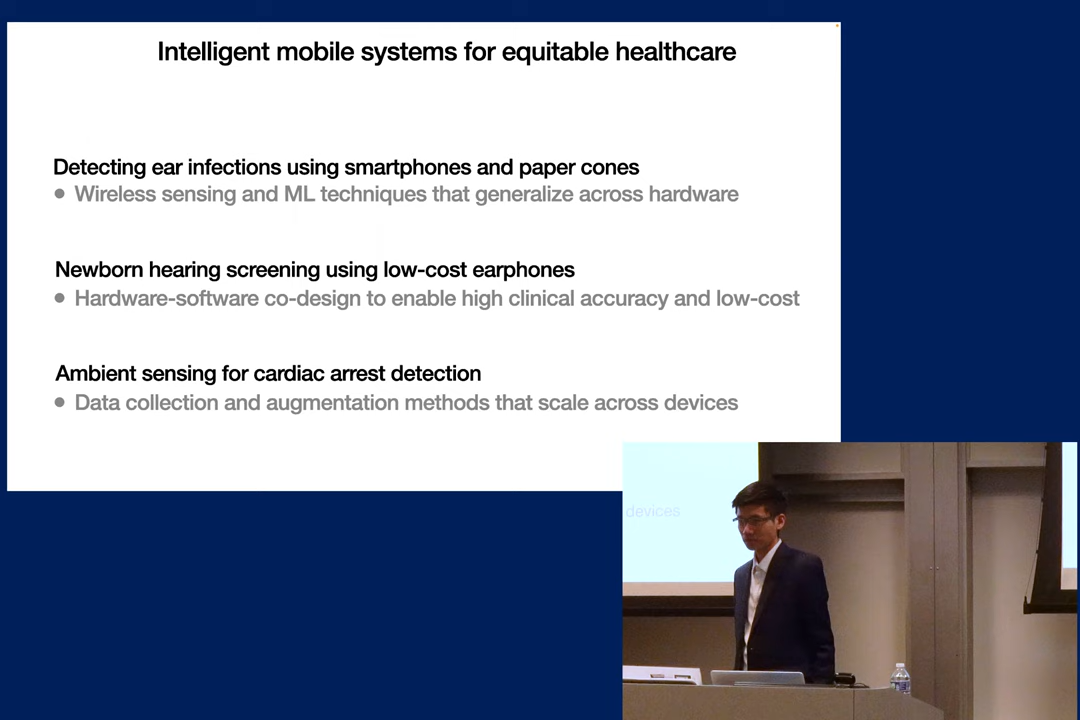 Intelligent mobile systems for equitable healthcare
Detecting ear infections using smartphones and paper cones
• Wireless sensing and ML techniques that generalize across hardware
Newborn hearing screening using low-cost earphones
• Hardware-software co-design to enable high clinical accuracy and low-cost
Ambient sensing for cardiac arrest detection
• Data collection and augmentation methods that scale across devices
devices